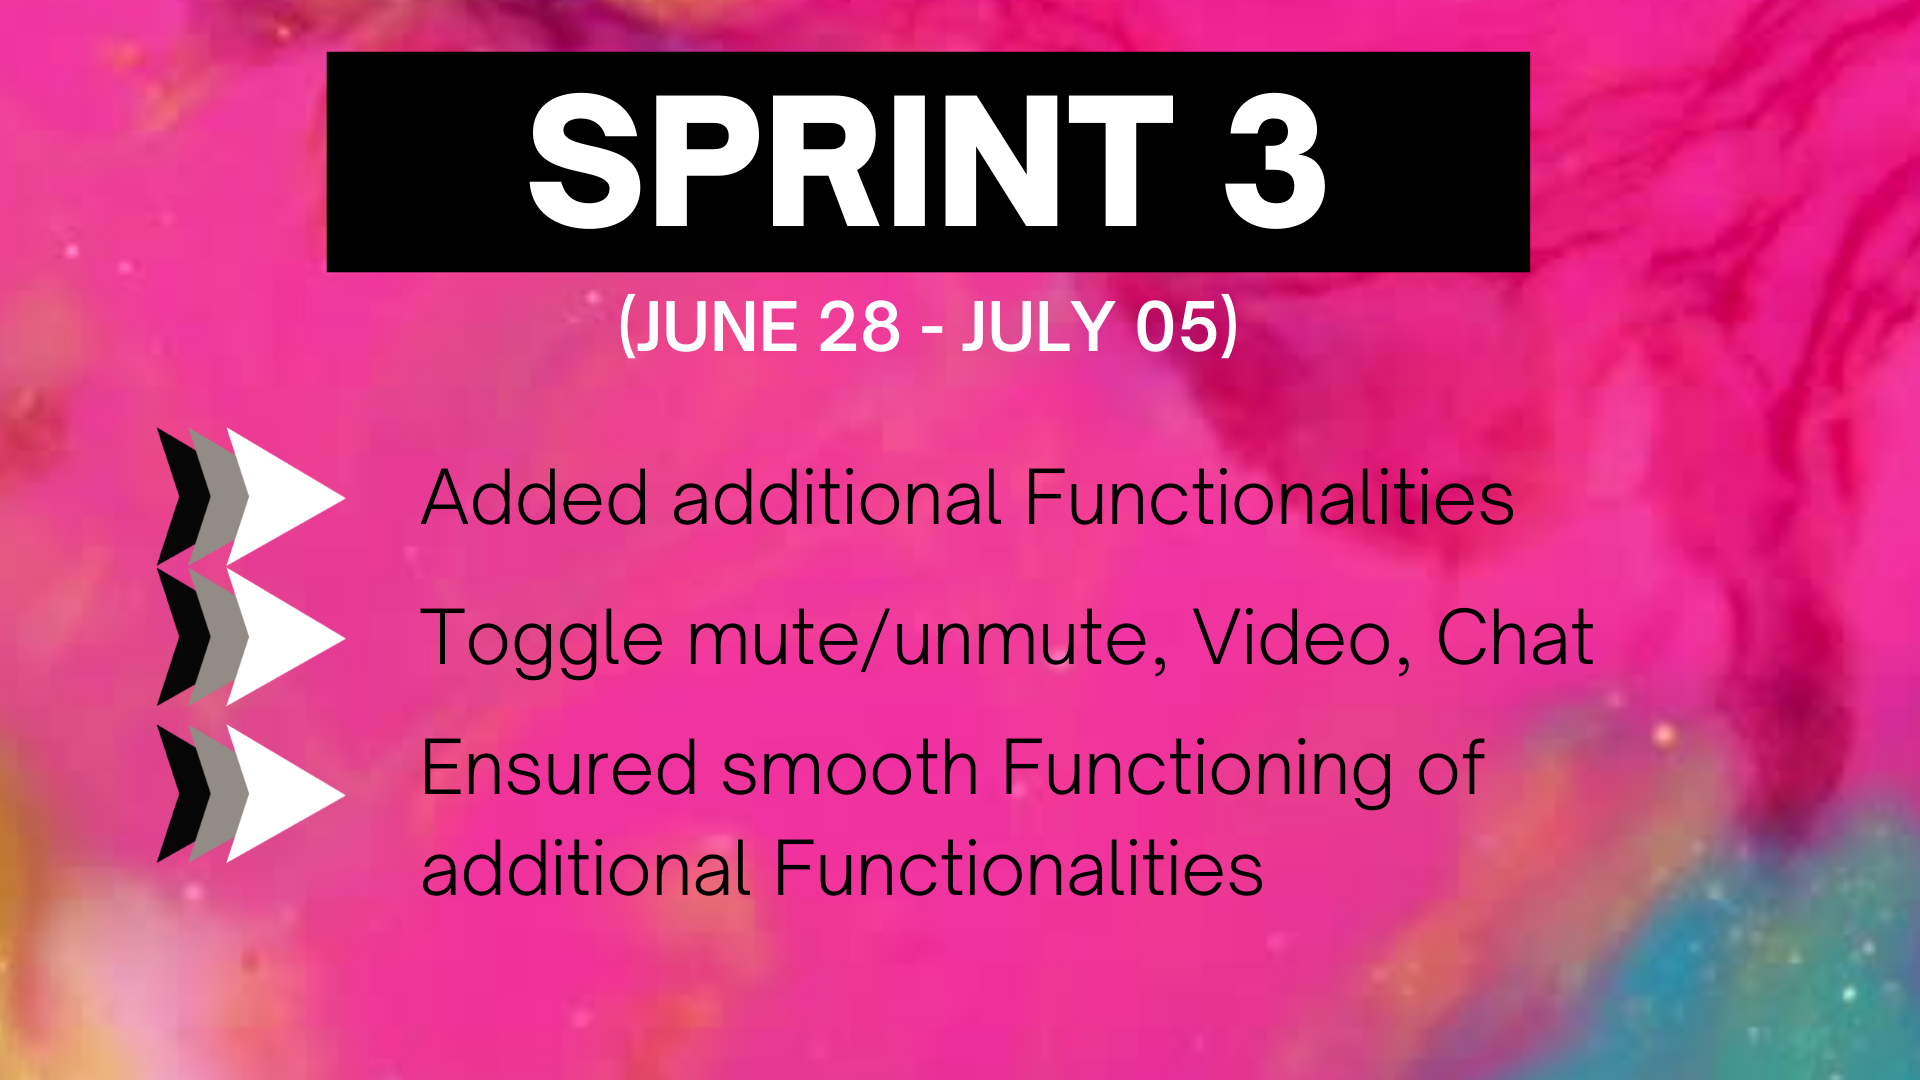 SPRINT 3
(JUNE 28 - JULY 05)
Added additional Functionalities
Toggle mute/unmute, Video, Chat
Ensured smooth Functioning of
additional Functionalities